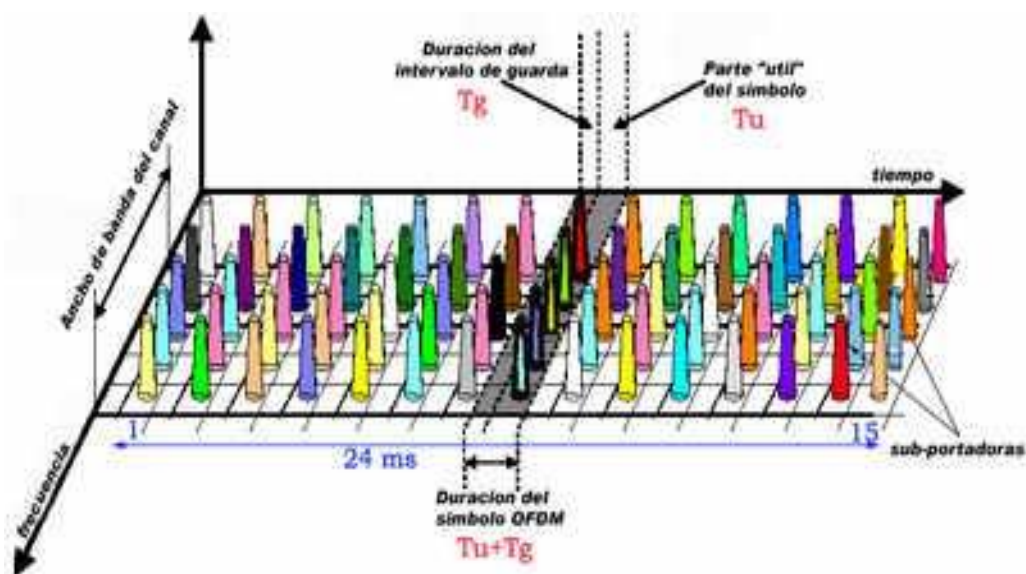 Duracion del
intervalo de guarda
Tg
Parte "util"
del simbolo
Tu
tiempo
Ancho de banda del canal
frecuencia
1
15
24 ms
sub-portadoras
Duracion del
simbolo OFDM
Tu+Tg